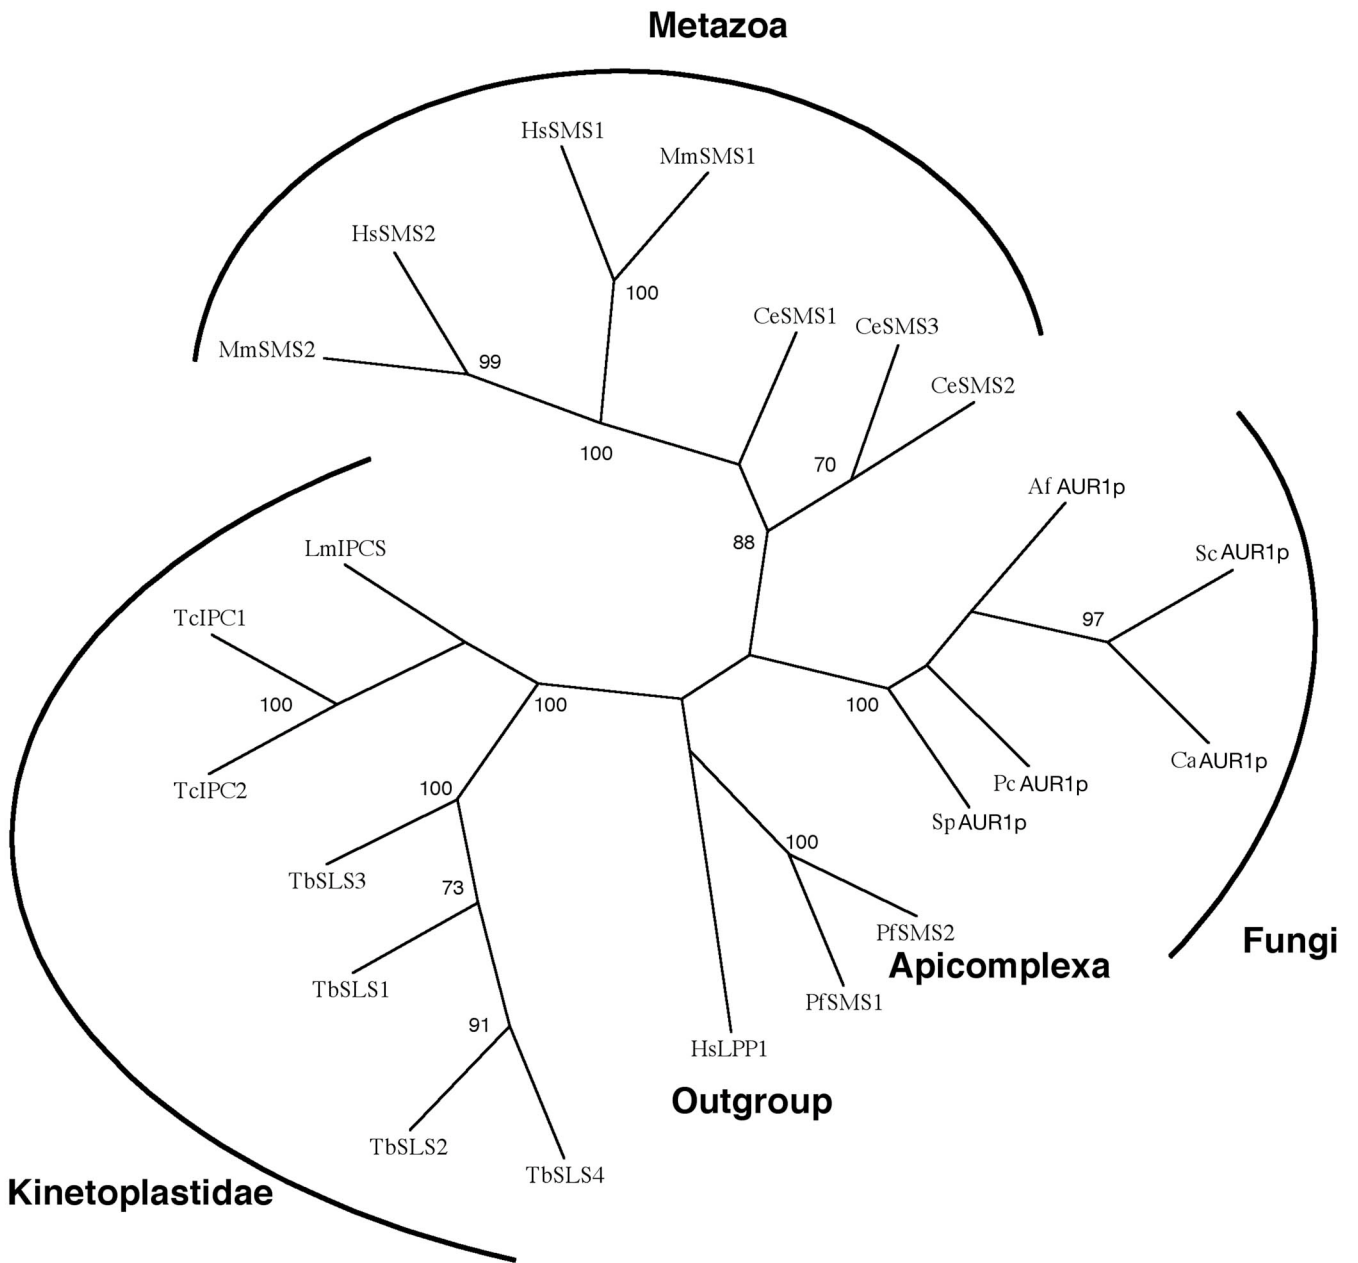 Metazoa
HsSMS1
MmSMS1
HsSMS2
100
CeSMS1
CeSMS3
MmSMS2
99
CeSMS2
100
70
Af AUR1p
88
LmIPCS
Sc AUR1p
TcIPC1
97
100
100
100
TcIPC2
Ca AUR1p
100
Pc AUR1p
Sp AUR1p
100
TbSLS3
73
PfSMS2
Fungi
Apicomplexa
TbSLS1
PfSMS1
91
HsLPP1
Outgroup
TbSLS2
TbSLS4
Kinetoplastidae